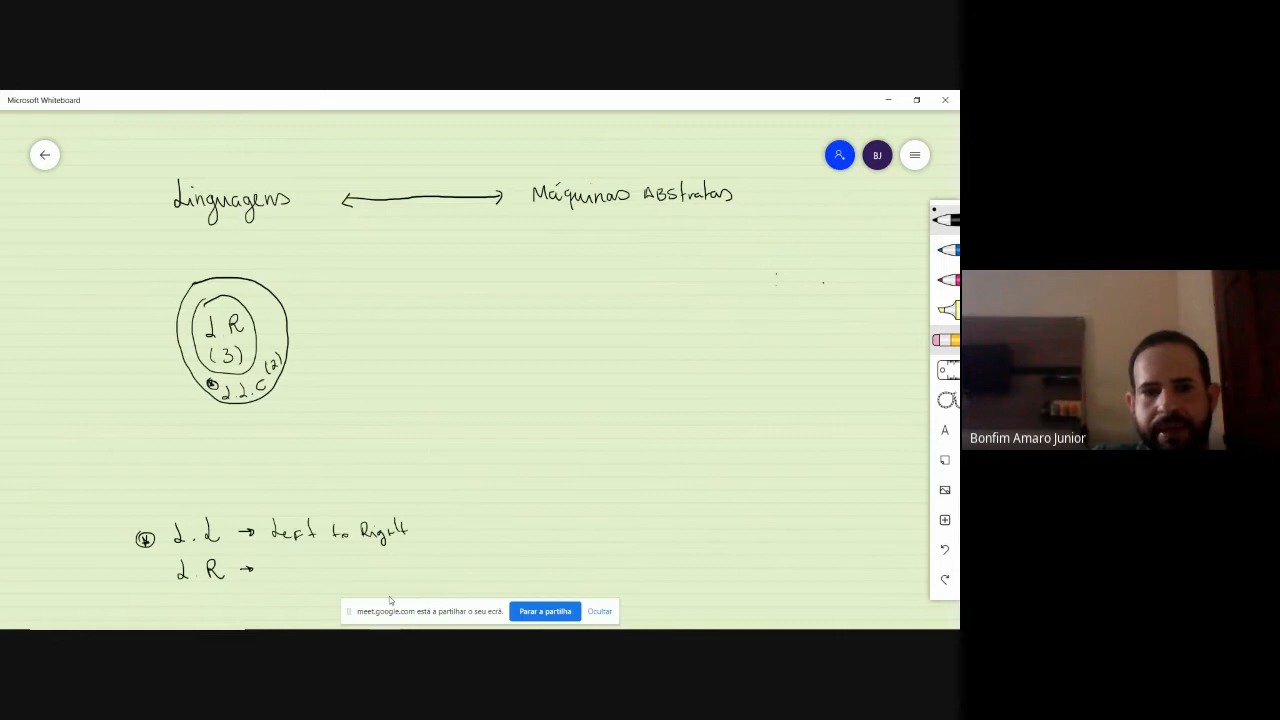 Microsoft Whiteboard
BJ
Linguagens ⟷ Máquinas ABStratas
L R
(3)
L.L.C (2)
L.L → Left to Right
L.R →
A
Bonfim Amaro Junior
meet.google.com está a partilhar o seu ecrã. Parar a partilha Ocultar